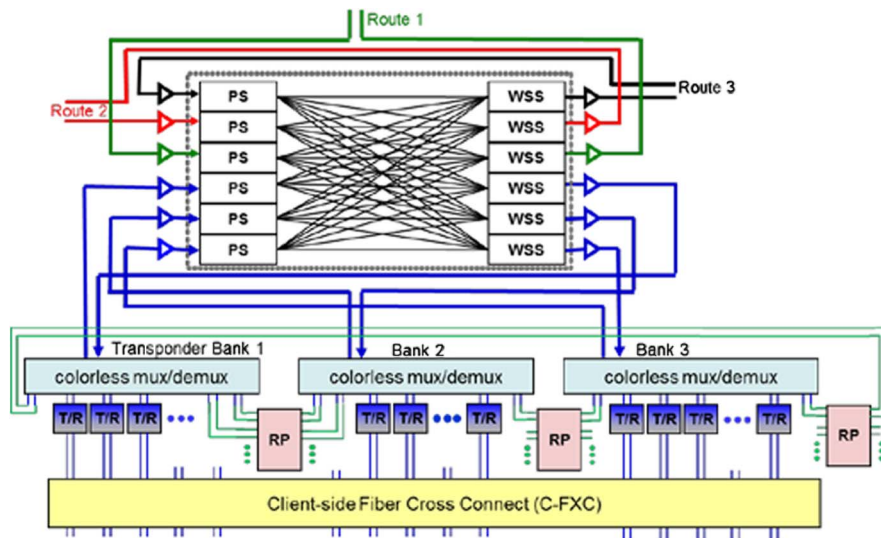 Route 1
Route 3
Route 2
PS WSS
PS WSS
PS WSS
PS WSS
PS WSS
PS WSS
Transponder Bank 1 Bank 2 Bank 3
colorless mux/demux colorless mux/demux colorless mux/demux
T/R T/R T/R T/R T/R T/R T/R T/R T/R T/R
RP RP RP
Client-side Fiber Cross Connect (C-FXC)